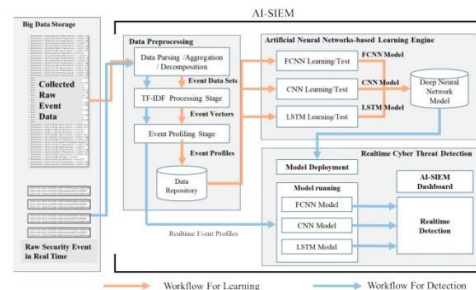 AI-SIEM
Big Data Storage
Collected
Raw
Event
Data
Raw Security Event
in Real Time
Data Preprocessing
Data Parsing /Aggregation
/Decomposition
Event Data Sets
TF-IDF Processing Stage
Event Vectors
Event Profiling Stage
Event Profiles
Data
Repository
Realtime Event Profiles
Artificial Neural Networks-based Learning Engine
FCNN Model
FCNN Learning/Test
CNN Model
CNN Learning/Test
LSTM Model
LSTM Learning/Test
Deep Neural
Network
Model
Realtime Cyber Threat Detection
Model Deployment
Model running
FCNN Model
CNN Model
LSTM Model
AI-SIEM
Dashboard
Realtime
Detection
Workflow For Learning
Workflow For Detection